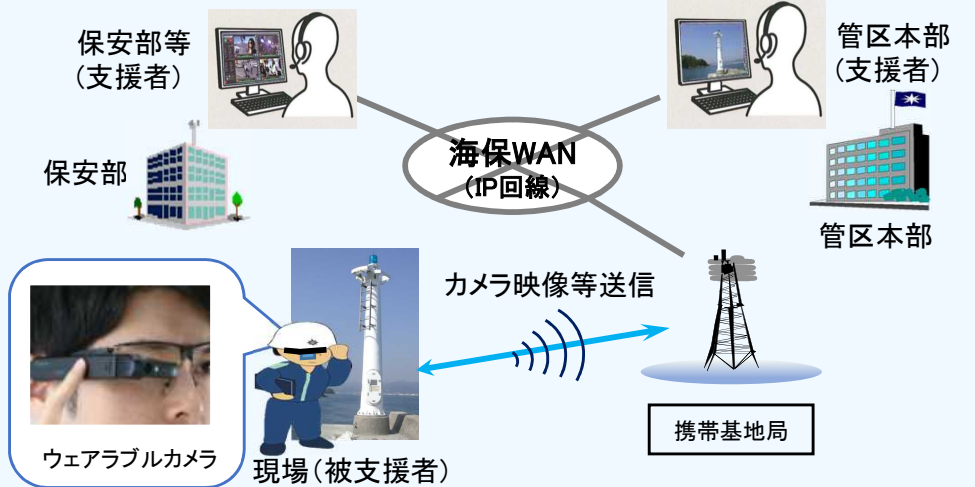 保安部等
(支援者)
管区本部
(支援者)
海保WAN
(IP回線)
保安部
管区本部
カメラ映像等送信
ウェアラブルカメラ
現場(被支援者)
携帯基地局